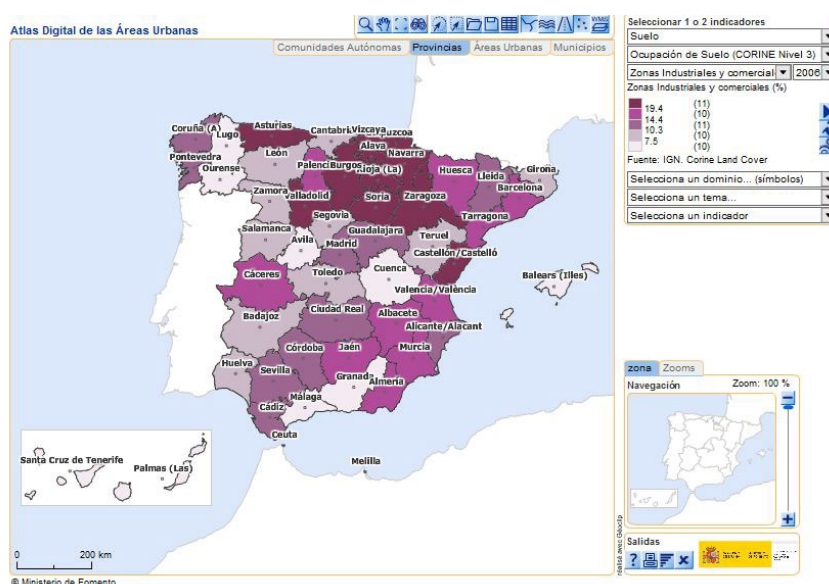 Atlas Digital de las Áreas Urbanas
Comunidades Autónomas Provincias Áreas Urbanas Municipios
Coruña (A)
Lugo
Asturias
Cantabria
Vizcaya
Alava
Navarra
Pontevedra
Ourense
León
Palencia
Burgos
Rioja (La)
Huesca
Lleida
Girona
Barcelona
Zamora
Valladolid
Soria
Zaragoza
Tarragona
Segovia
Salamanca
Avila
Guadalajara
Madrid
Teruel
Castellón/Castelló
Cáceres
Toledo
Cuenca
Balears (Illes)
Valencia/València
Badajoz
Ciudad Real
Albacete
Alicante/Alacant
Córdoba
Jaén
Murcia
Huelva
Sevilla
Granada
Almería
Málaga
Cádiz
Ceuta
Melilla
Santa Cruz de Tenerife
Palmas (Las)
0 200 km
© Ministerio de Fomento
réalisé avec Géoclip
Seleccionar 1 o 2 indicadores
Suelo
Ocupación de Suelo (CORINE Nivel 3)
Zonas Industriales y comercial 2006
Zonas Industriales y comerciales (%)
19.4 (11)
14.4 (10)
10.3 (11)
7.5 (10)
(10)
Fuente: IGN. Corine Land Cover
Selecciona un dominio... (símbolos)
Selecciona un tema...
Selecciona un indicador
zona Zooms
Navegación Zoom: 100 %
Salidas
WMS